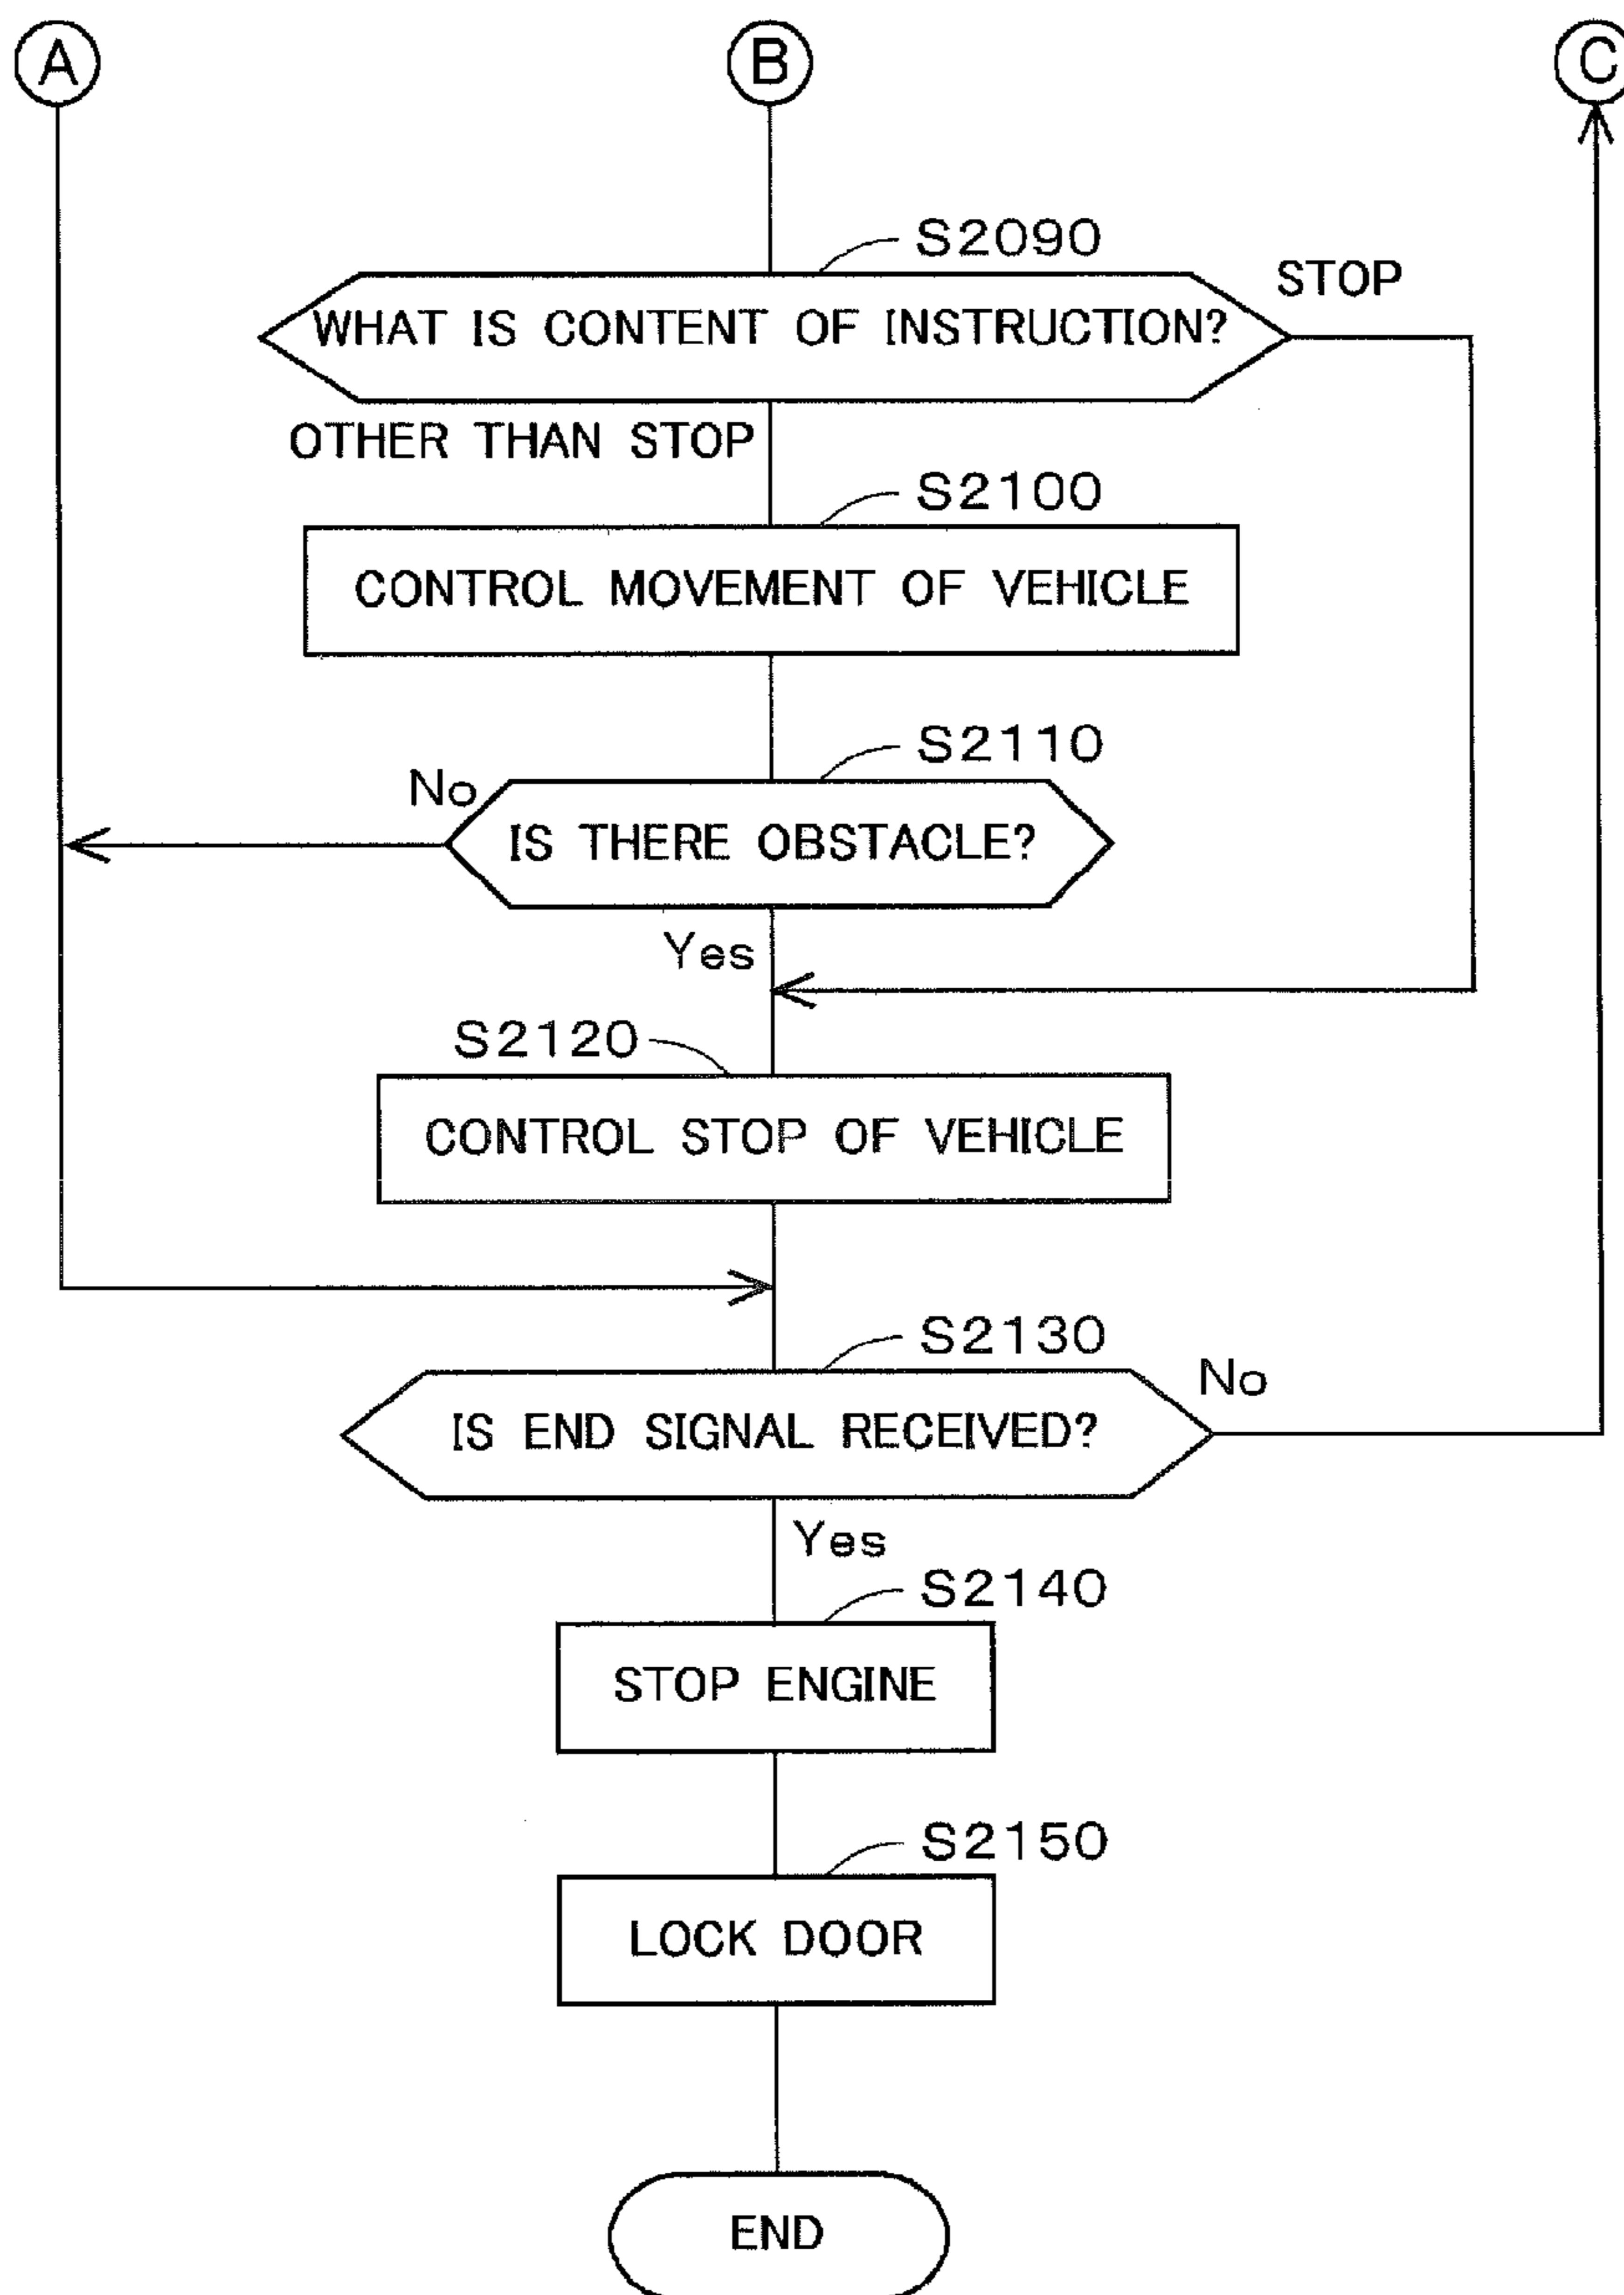 A
B
C
S2090
STOP
WHAT IS CONTENT OF INSTRUCTION?
OTHER THAN STOP
S2100
CONTROL MOVEMENT OF VEHICLE
S2110
No
IS THERE OBSTACLE?
Yes
S2120
CONTROL STOP OF VEHICLE
S2130
No
IS END SIGNAL RECEIVED?
Yes
S2140
STOP ENGINE
S2150
LOCK DOOR
END